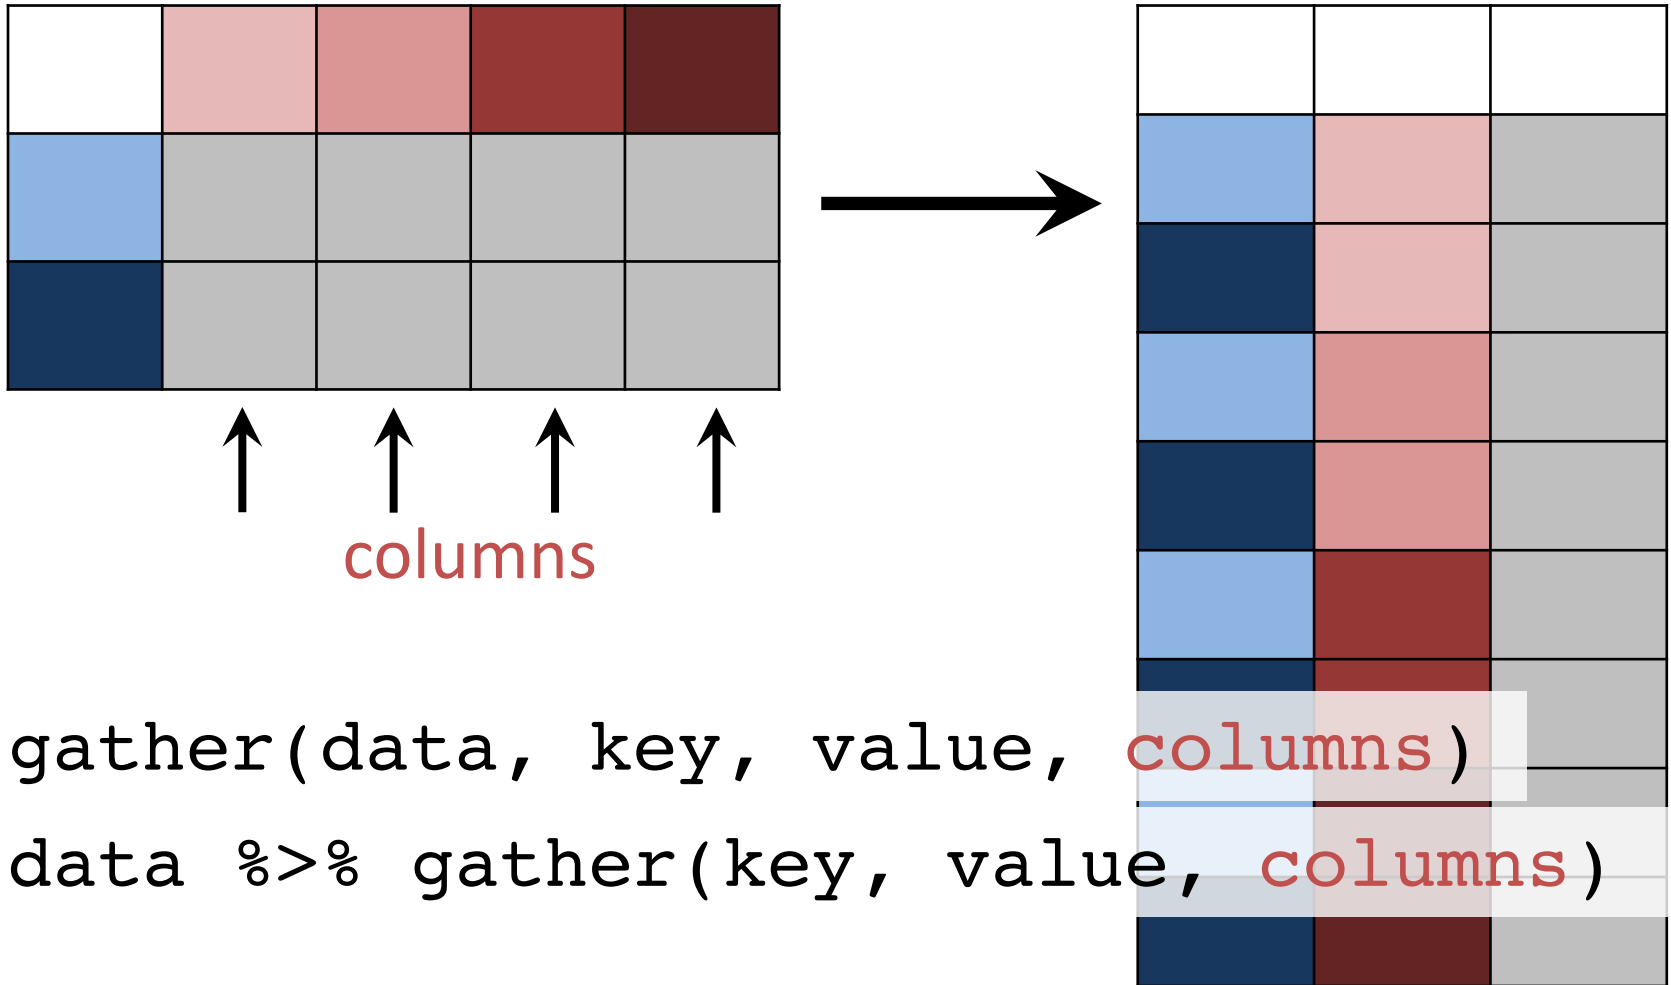 columns
gather(data, key, value, columns)
data %>% gather(key, value, columns)